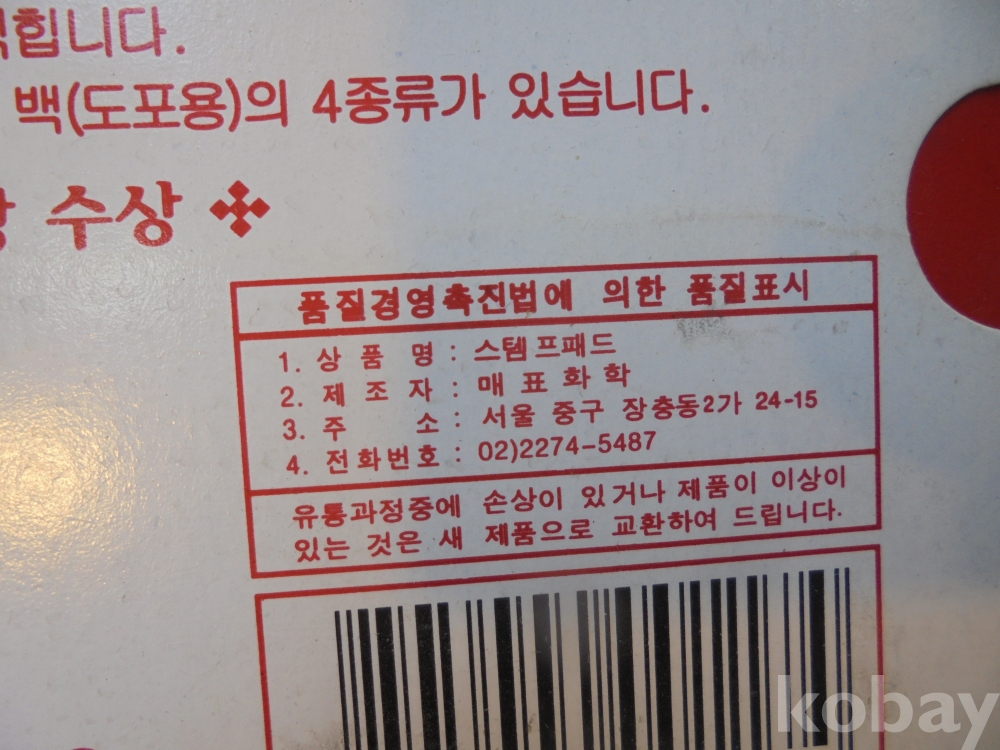 힙니다.
백(도포용)의 4종류가 있습니다.
수상
품질경영촉진법에 의한 품질표시
1. 상 품 명 : 스템프패드
2. 제 조 자 : 매 표 화 학
3. 주 소 : 서울 중구 장충동2가 24-15
4. 전화번호 : 02)2274-5487
유통과정중에 손상이 있거나 제품이 이상이
있는 것은 새 제품으로 교환하여 드립니다.
kobay